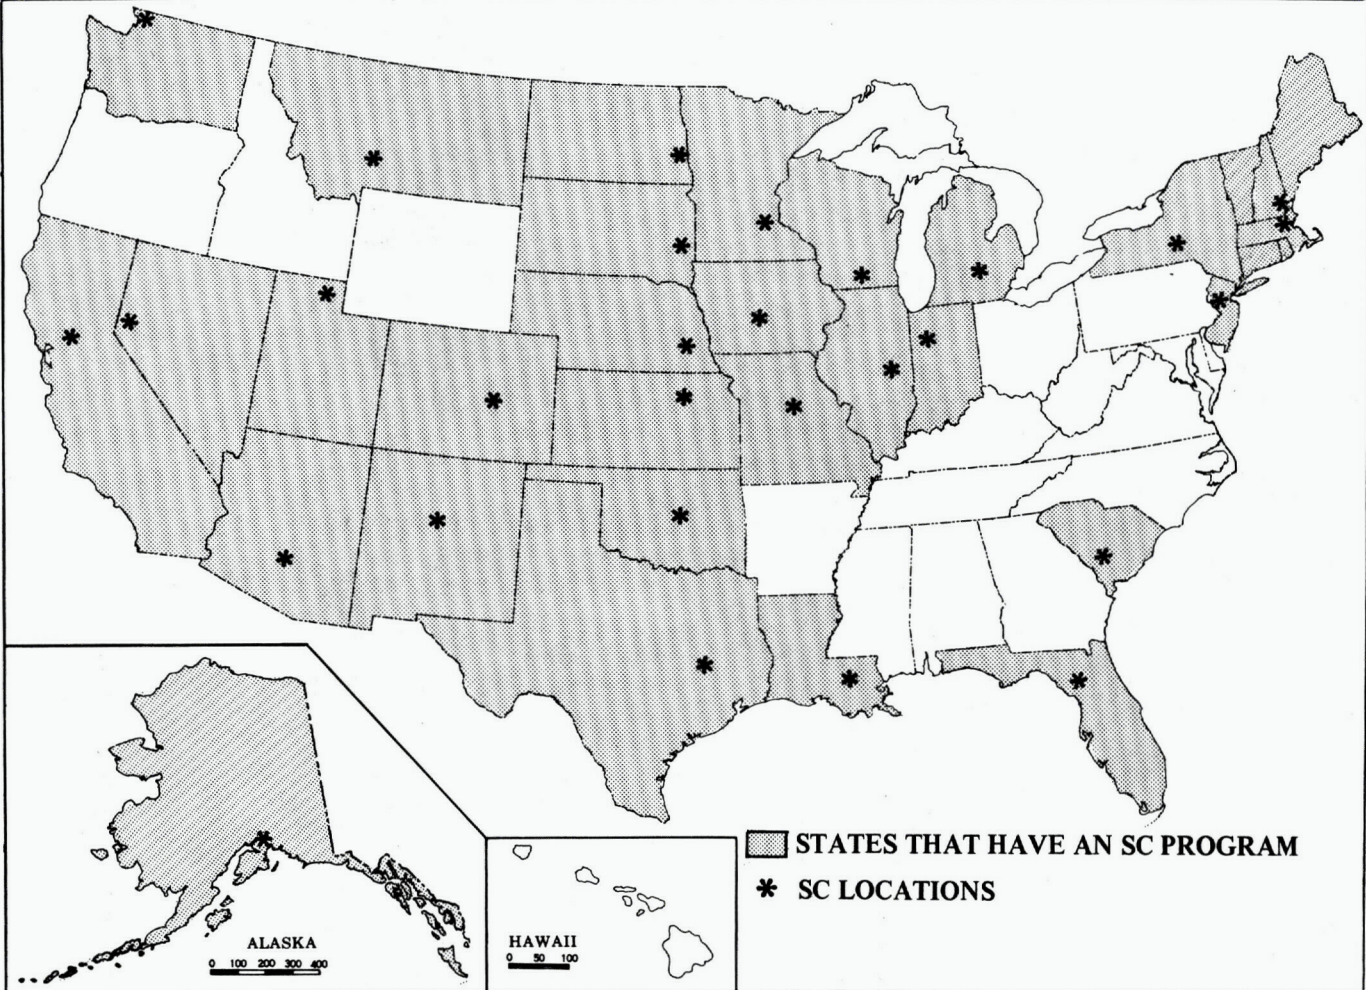 STATES THAT HAVE AN SC PROGRAM
* SC LOCATIONS
ALASKA
0 100 200 300 400
HAWAII
0 50 100